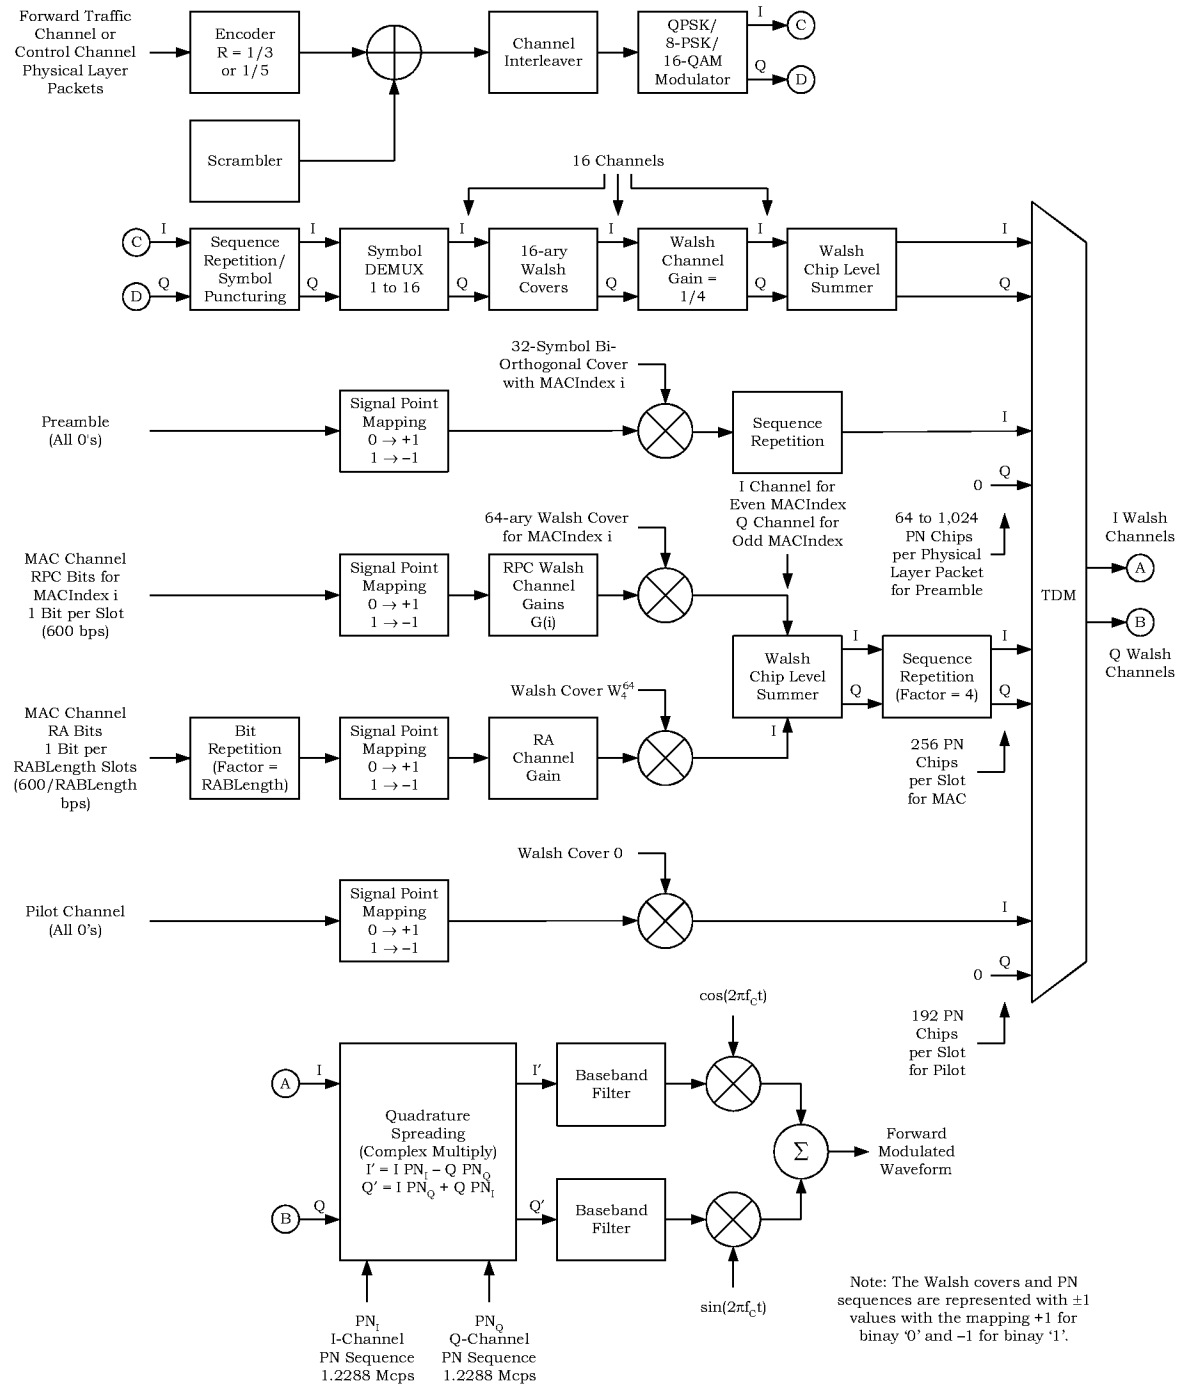 Forward Traffic
Channel or
Control Channel
Physical Layer
Packets
Encoder
R = 1/3
or 1/5
Channel
Interleaver
QPSK/
8-PSK/
16-QAM
Modulator
I
C
Q
D
Scrambler
16 Channels
C
I
D
Q
Sequence
Repetition/
Symbol
Puncturing
I
Q
Symbol
DEMUX
1 to 16
I
Q
16-ary
Walsh
Covers
I
Q
Walsh
Channel
Gain =
1/4
I
Q
Walsh
Chip Level
Summer
I
Q
32-Symbol Bi-
Orthogonal Cover
with MACIndex i
Preamble
(All 0's)
Signal Point
Mapping
0 → +1
1 → –1
Sequence
Repetition
I
0
Q
I Channel for
Even MACIndex
Q Channel for
Odd MACIndex
64 to 1,024
PN Chips
per Physical
Layer Packet
for Preamble
64-ary Walsh Cover
for MACIndex i
MAC Channel
RPC Bits for
MACIndex i
1 Bit per Slot
(600 bps)
Signal Point
Mapping
0 → +1
1 → –1
RPC Walsh
Channel
Gains
G(i)
TDM
I Walsh
Channels
A
B
Q Walsh
Channels
Walsh
Chip Level
Summer
I
Q
Sequence
Repetition
(Factor = 4)
I
Q
Walsh Cover W₄⁶⁴
I
MAC Channel
RA Bits
1 Bit per
RABLength Slots
(600/RABLength
bps)
Bit
Repetition
(Factor =
RABLength)
Signal Point
Mapping
0 → +1
1 → –1
RA
Channel
Gain
256 PN
Chips
per Slot
for MAC
Walsh Cover 0
Pilot Channel
(All 0's)
Signal Point
Mapping
0 → +1
1 → –1
I
0
Q
192 PN
Chips
per Slot
for Pilot
cos(2πf_Ct)
A
I
B
Q
Quadrature
Spreading
(Complex Multiply)
I′ = I PN_I – Q PN_Q
Q′ = I PN_Q + Q PN_I
I′
Baseband
Filter
Q′
Baseband
Filter
Σ
Forward
Modulated
Waveform
sin(2πf_Ct)
PN_I
I-Channel
PN Sequence
1.2288 Mcps
PN_Q
Q-Channel
PN Sequence
1.2288 Mcps
Note: The Walsh covers and PN
sequences are represented with ±1
values with the mapping +1 for
binay ‘0’ and –1 for binay ‘1’.